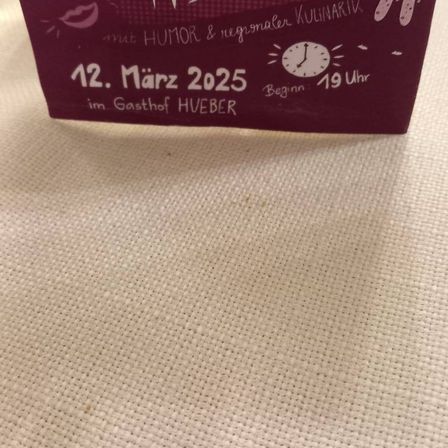 mit HUMOR & regionaler KULINARIK
12. März 2025
im Gasthof HUEBER
Beginn: 19 Uhr